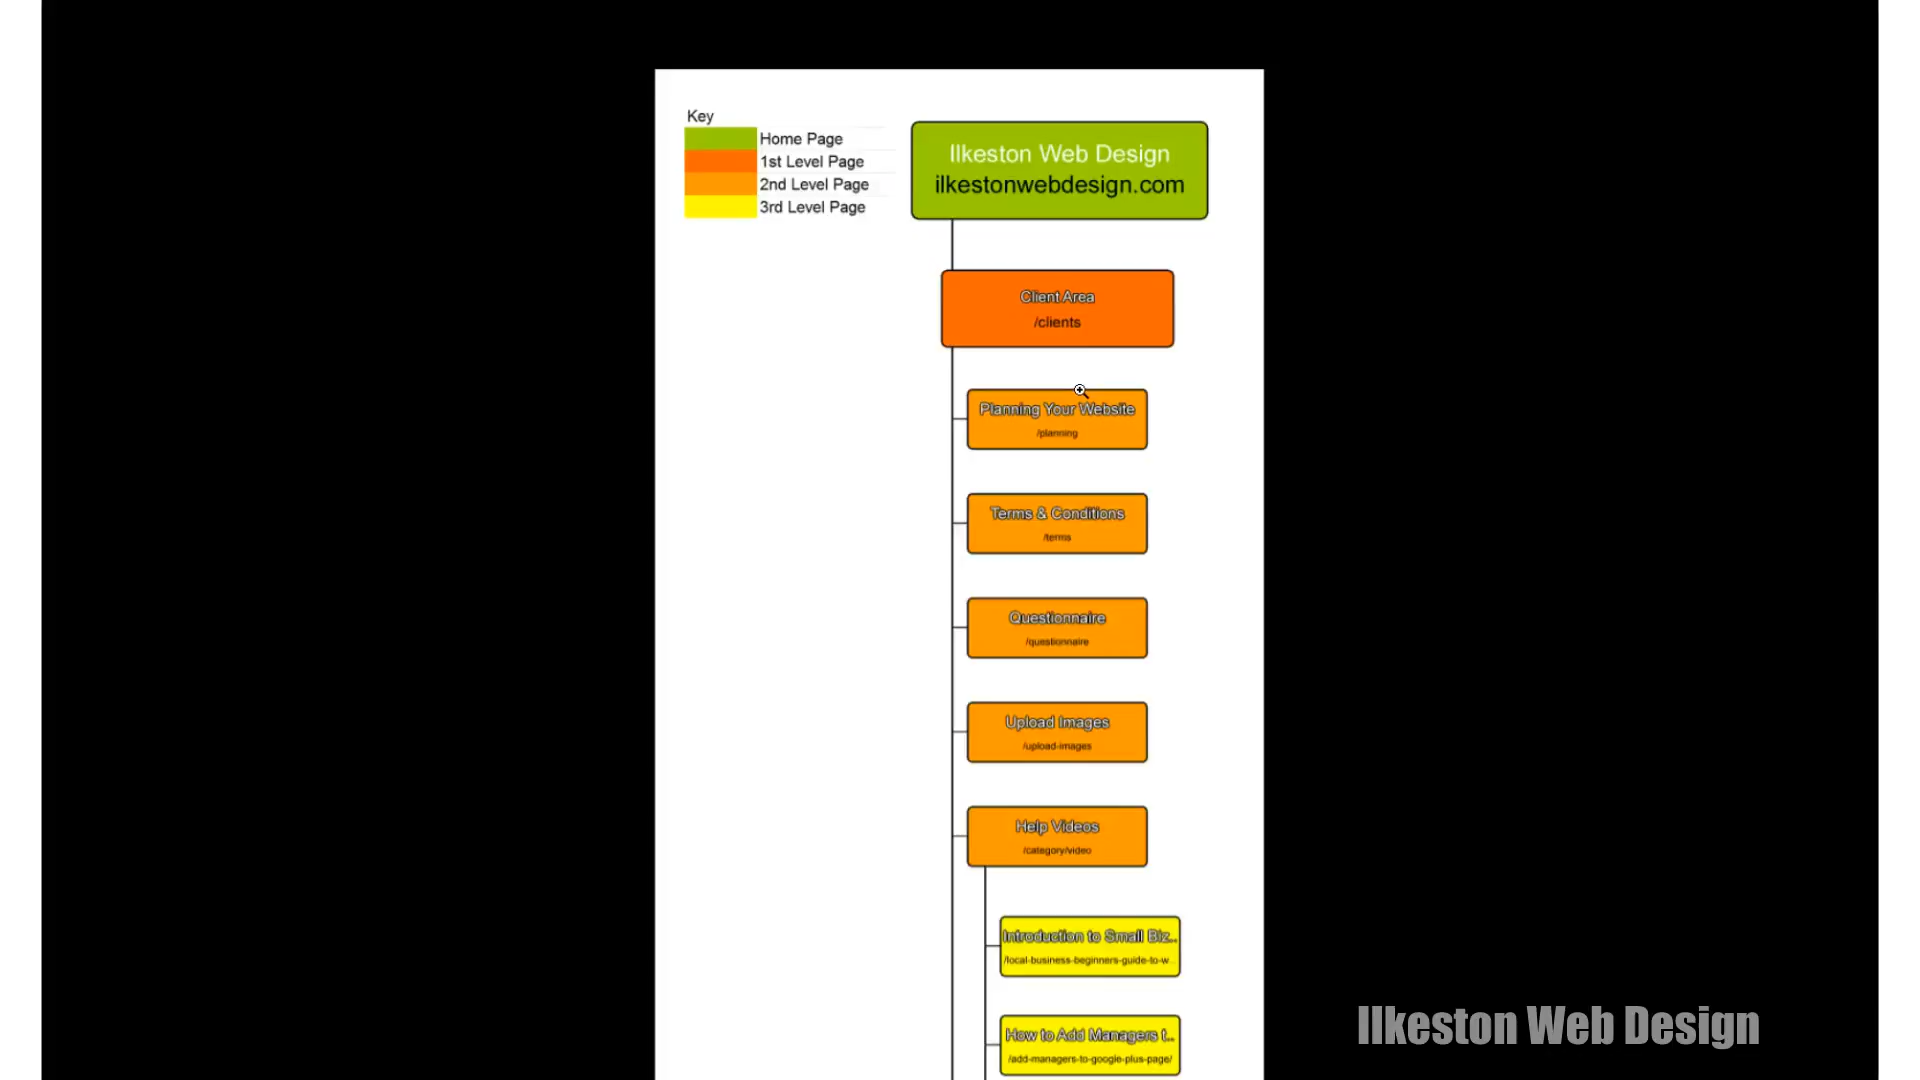 Key
Home Page
1st Level Page
2nd Level Page
3rd Level Page
Ilkeston Web Design
ilkestonwebdesign.com
Client Area
/clients
Planning Your Website
/planning
Terms & Conditions
/terms
Questionnaire
/questionnaire
Upload Images
/upload-images
Help Videos
/category/video
Introduction to Small Biz..
/local-business-beginners-guide-to-w...
How to Add Managers t..
/add-managers-to-google-plus-page/
Ilkeston Web Design